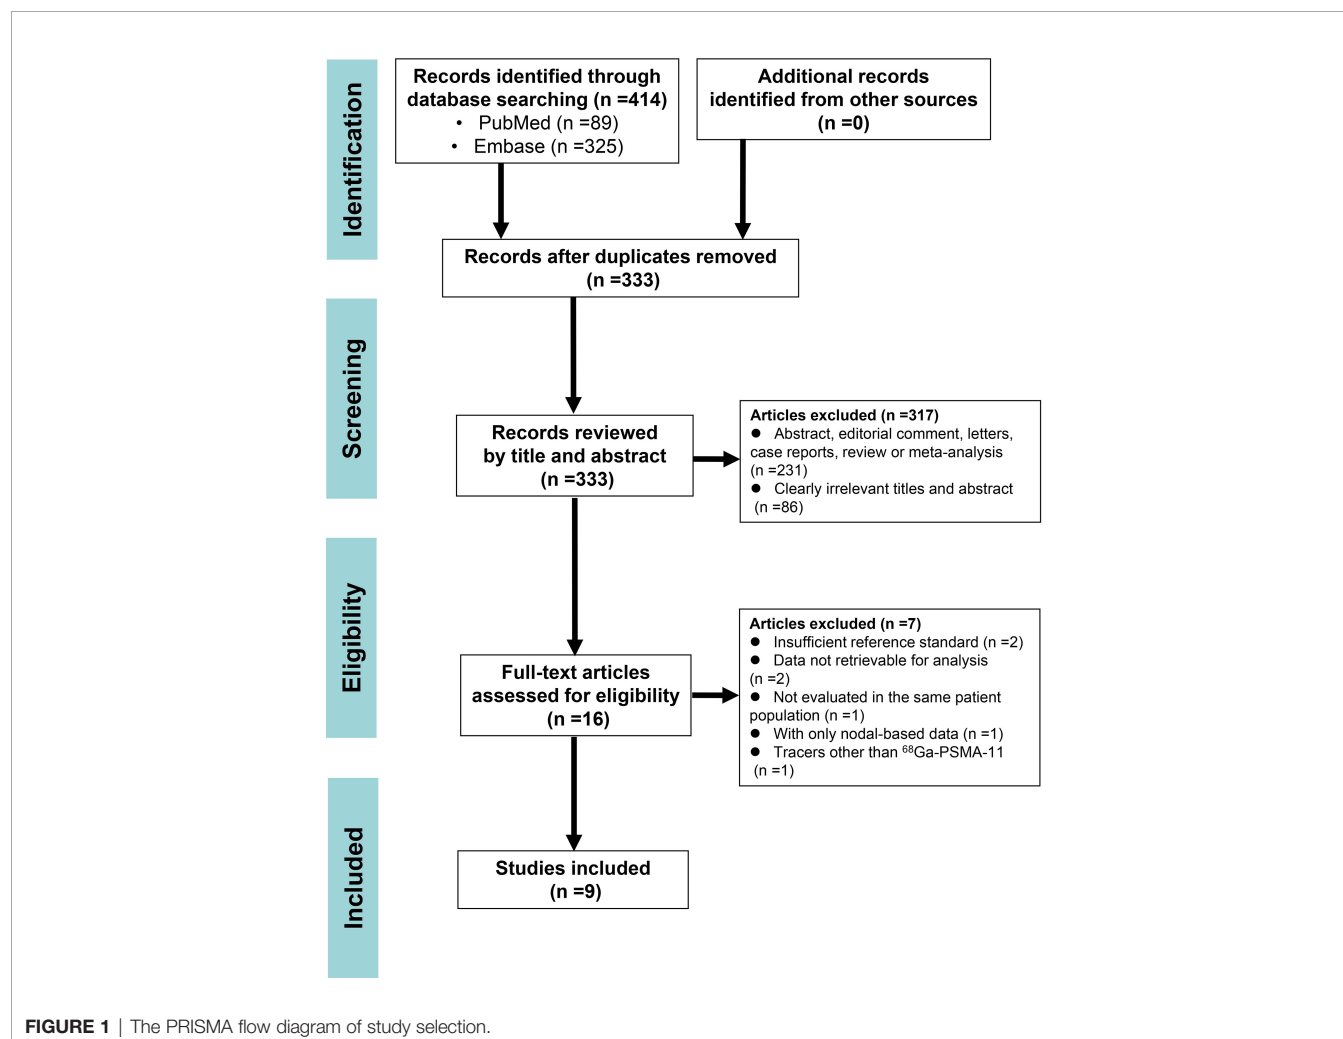 Identification
Records identified through
database searching (n =414)
• PubMed (n =89)
• Embase (n =325)
Additional records
identified from other sources
(n =0)
Records after duplicates removed
(n =333)
Screening
Records reviewed
by title and abstract
(n =333)
Articles excluded (n =317)
● Abstract, editorial comment, letters,
case reports, review or meta-analysis
(n =231)
● Clearly irrelevant titles and abstract
(n =86)
Eligibility
Full-text articles
assessed for eligibility
(n =16)
Articles excluded (n =7)
● Insufficient reference standard (n =2)
● Data not retrievable for analysis
(n =2)
● Not evaluated in the same patient
population (n =1)
● With only nodal-based data (n =1)
● Tracers other than ⁶⁸Ga-PSMA-11
(n =1)
Included
Studies included
(n =9)
FIGURE 1 | The PRISMA flow diagram of study selection.